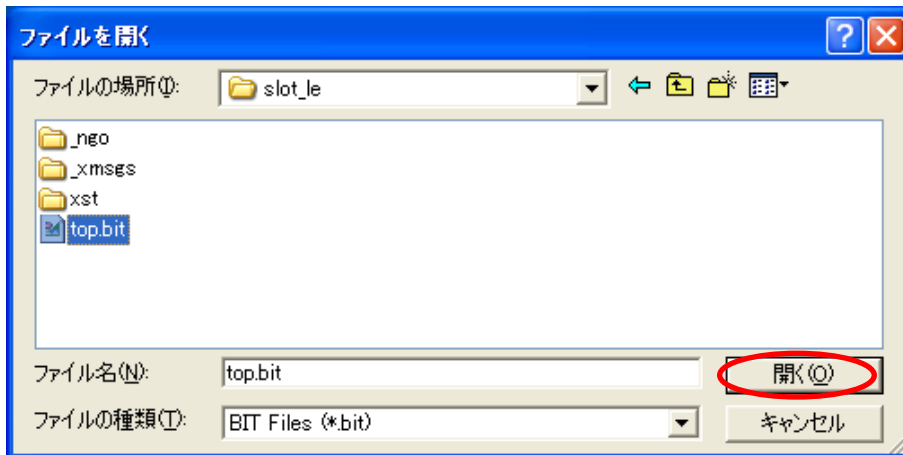 ファイルを開く
ファイルの場所(I):
slot_le
_ngo
_xmsgs
xst
top.bit
ファイル名(N):
top.bit
開く(O)
ファイルの種類(T):
BIT Files (*.bit)
キャンセル